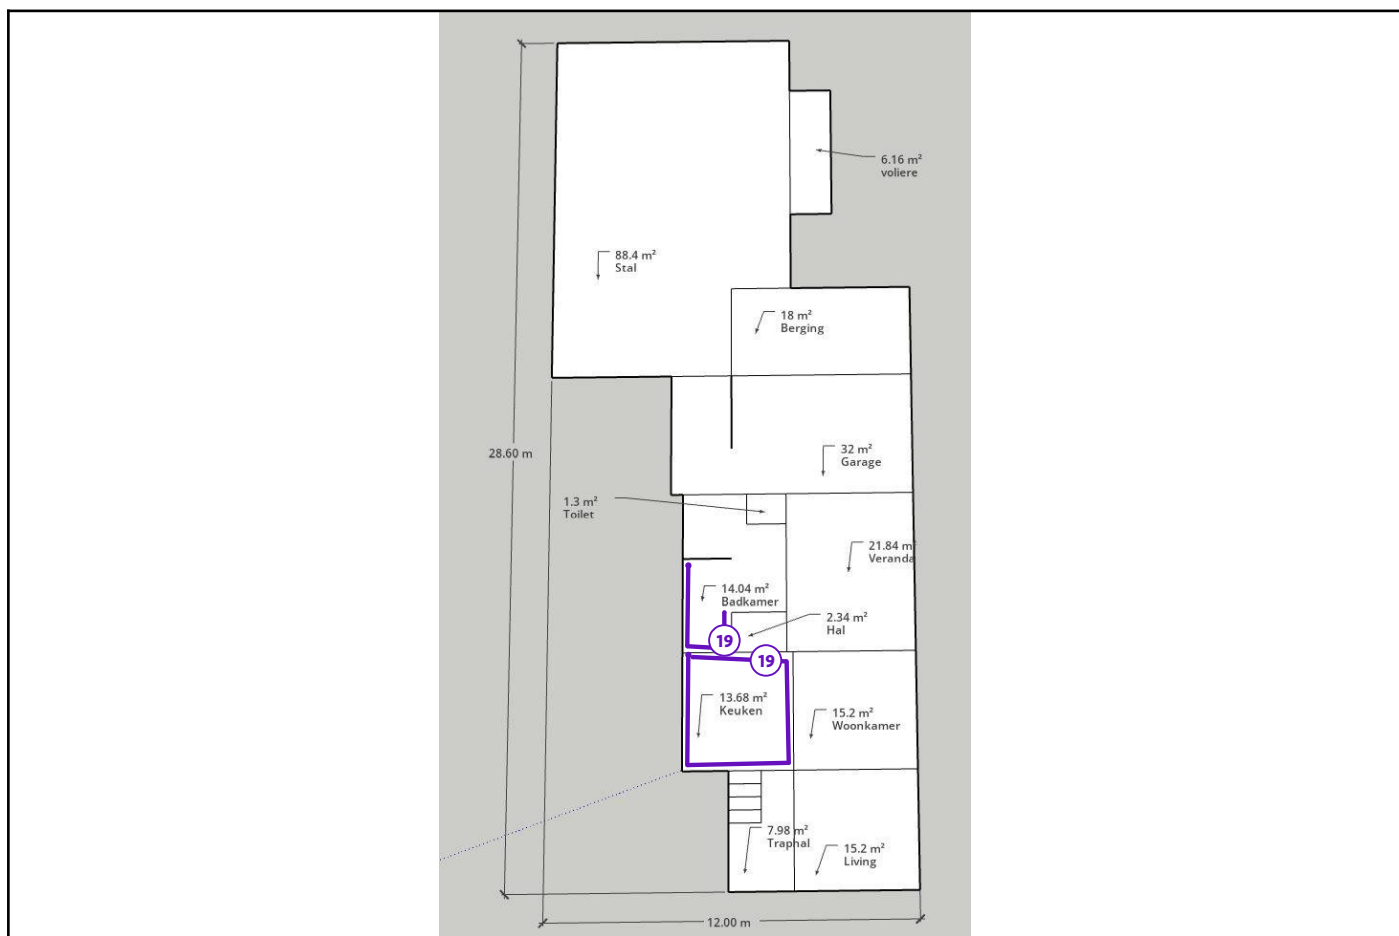 6.16 m²
voliere
88.4 m²
Stal
18 m²
Berging
28.60 m
32 m²
Garage
1.3 m²
Toilet
21.84 m²
Veranda
14.04 m²
Badkamer
2.34 m²
Hal
19
19
13.68 m²
Keuken
15.2 m²
Woonkamer
7.98 m²
Traphal
15.2 m²
Living
12.00 m